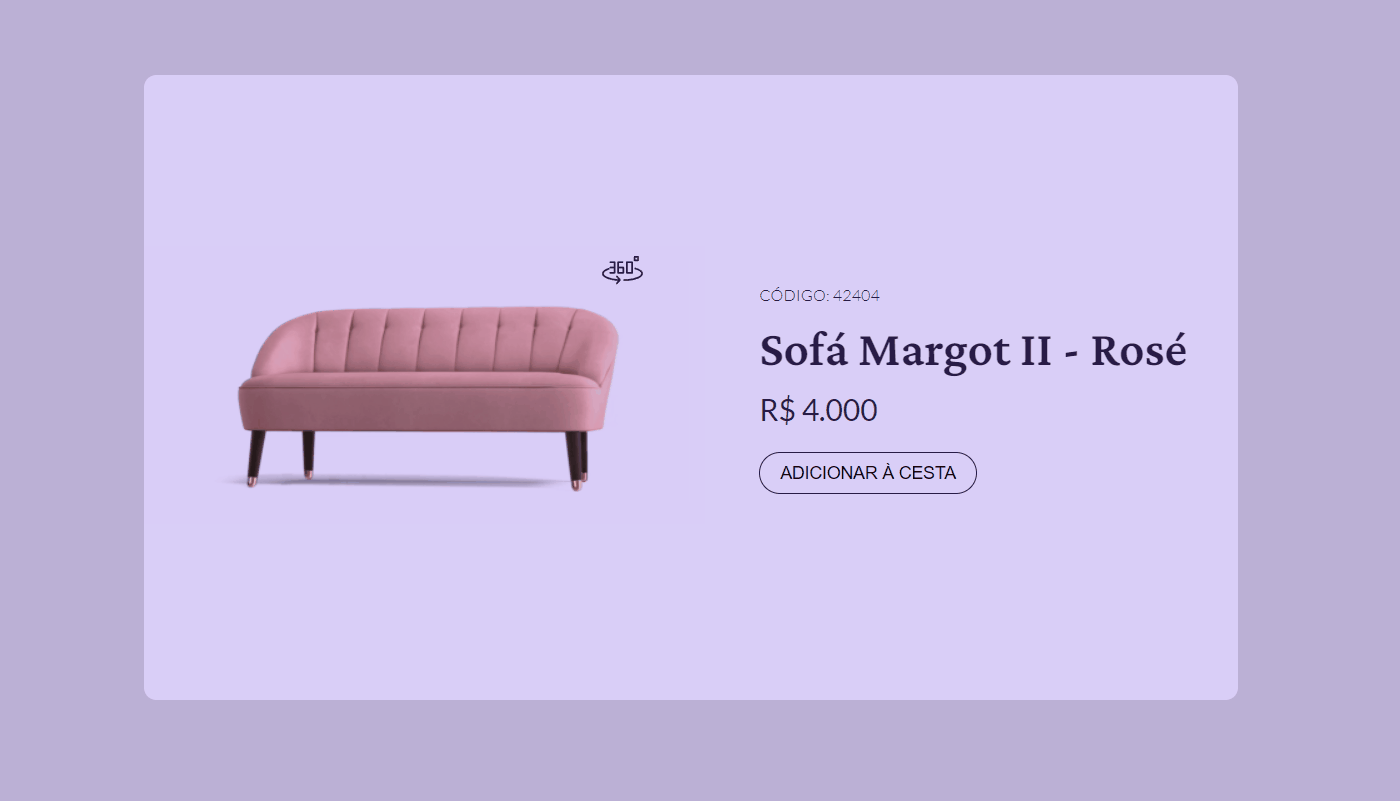 360°
CÓDIGO: 42404
Sofá Margot II - Rosé
R$ 4.000
ADICIONAR À CESTA